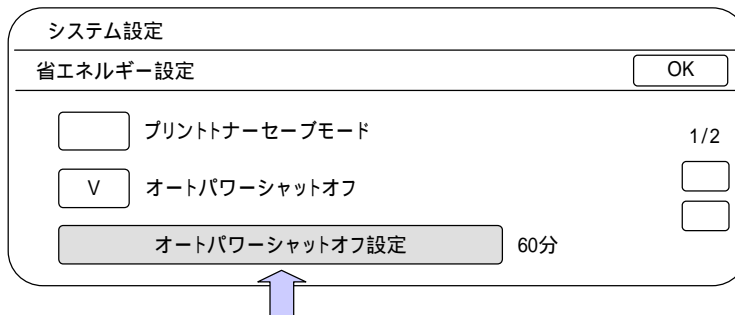 システム設定
省エネルギー設定
OK
プリントトナーセーブモード
1/2
V
オートパワーシャットオフ
オートパワーシャットオフ設定
60分